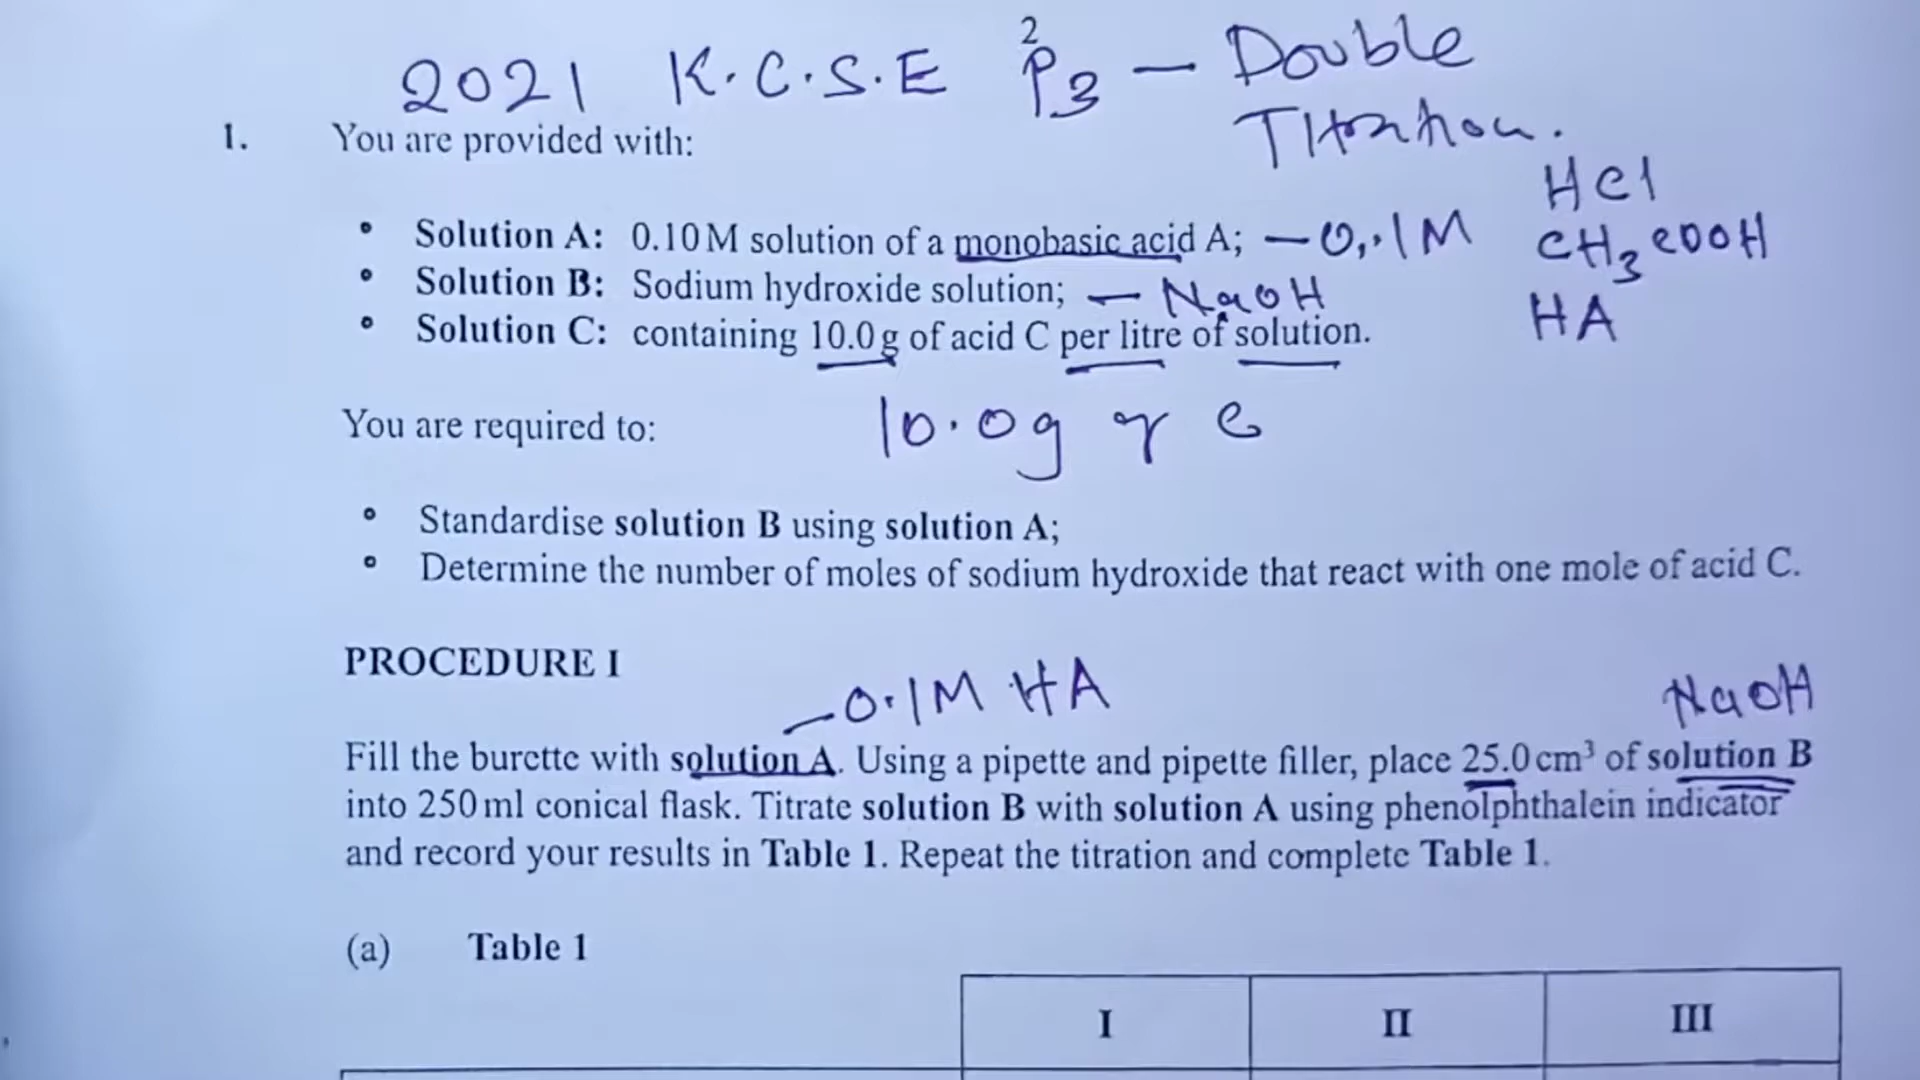 2021 K.C.S.E 2 P3 — Double
Titration.
1. You are provided with:
HCl
• Solution A: 0.10 M solution of a monobasic acid A; — 0.1M CH3COOH
• Solution B: Sodium hydroxide solution; — NaOH
HA
• Solution C: containing 10.0 g of acid C per litre of solution.
You are required to: 10.0g
• Standardise solution B using solution A;
• Determine the number of moles of sodium hydroxide that react with one mole of acid C.
PROCEDURE I
— 0.1M HA NaOH
Fill the burette with solution A. Using a pipette and pipette filler, place 25.0 cm³ of solution B
into 250 ml conical flask. Titrate solution B with solution A using phenolphthalein indicator
and record your results in Table 1. Repeat the titration and complete Table 1.
(a) Table 1
I II III